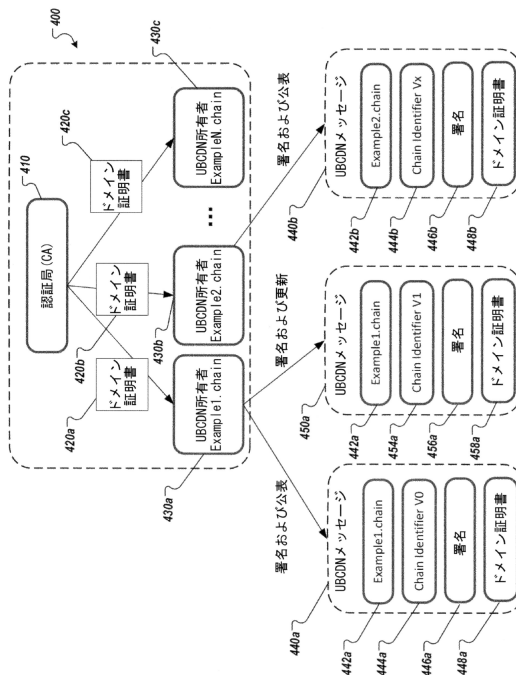 400
410
認証局(CA)
420a
ドメイン
証明書
420b
ドメイン
証明書
420c
ドメイン
証明書
430a
UBCDN所有者
Example1.chain
430b
UBCDN所有者
Example2.chain
...
430c
UBCDN所有者
ExampleN.chain
署名および公表
署名および更新
署名および公表
440a
UBCDNメッセージ
442a
Example1.chain
444a
Chain Identifier V0
446a
署名
448a
ドメイン証明書
450a
UBCDNメッセージ
442a
Example1.chain
454a
Chain Identifier V1
456a
署名
458a
ドメイン証明書
440b
UBCDNメッセージ
442b
Example2.chain
444b
Chain Identifier Vx
446b
署名
448b
ドメイン証明書